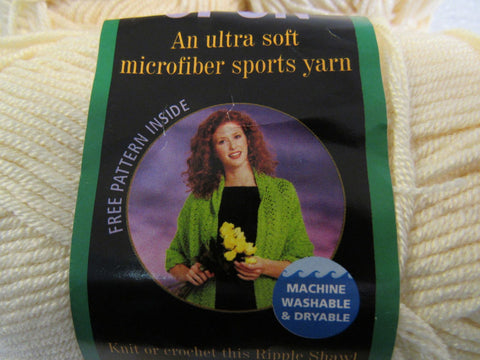 An ultra soft
microfiber sports yarn
FREE PATTERN INSIDE
MACHINE
WASHABLE
& DRYABLE
Knit or crochet this Ripple Shawl